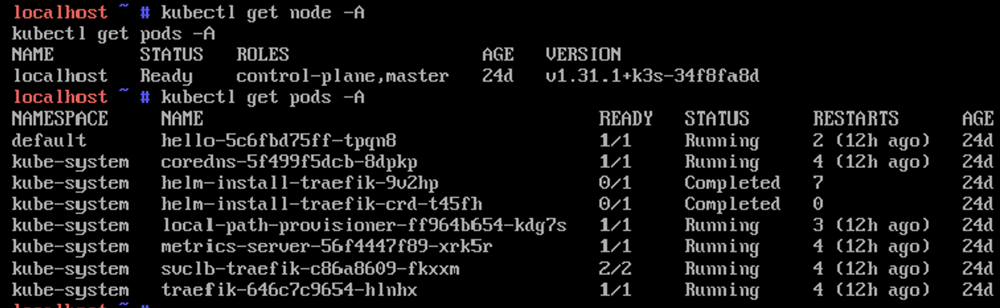 localhost ~ # kubectl get node -A
kubectl get pods -A
NAME STATUS ROLES AGE VERSION
localhost Ready control-plane,master 24d v1.31.1+k3s-34f8fa8d
localhost ~ # kubectl get pods -A
NAMESPACE NAME READY STATUS RESTARTS AGE
default hello-5c6fbd75ff-tpqn8 1/1 Running 2 (12h ago) 24d
kube-system coredns-5f499f5dcb-8dpkp 1/1 Running 4 (12h ago) 24d
kube-system helm-install-traefik-9v2hp 0/1 Completed 7 24d
kube-system helm-install-traefik-crd-t45fh 0/1 Completed 0 24d
kube-system local-path-provisioner-ff964b654-kdg7s 1/1 Running 3 (12h ago) 24d
kube-system metrics-server-56f4447f89-xrk5r 1/1 Running 4 (12h ago) 24d
kube-system svclb-traefik-c86a8609-fkxxm 2/2 Running 4 (12h ago) 24d
kube-system traefik-646c7c9654-hlnhx 1/1 Running 4 (12h ago) 24d
localhost ~ #